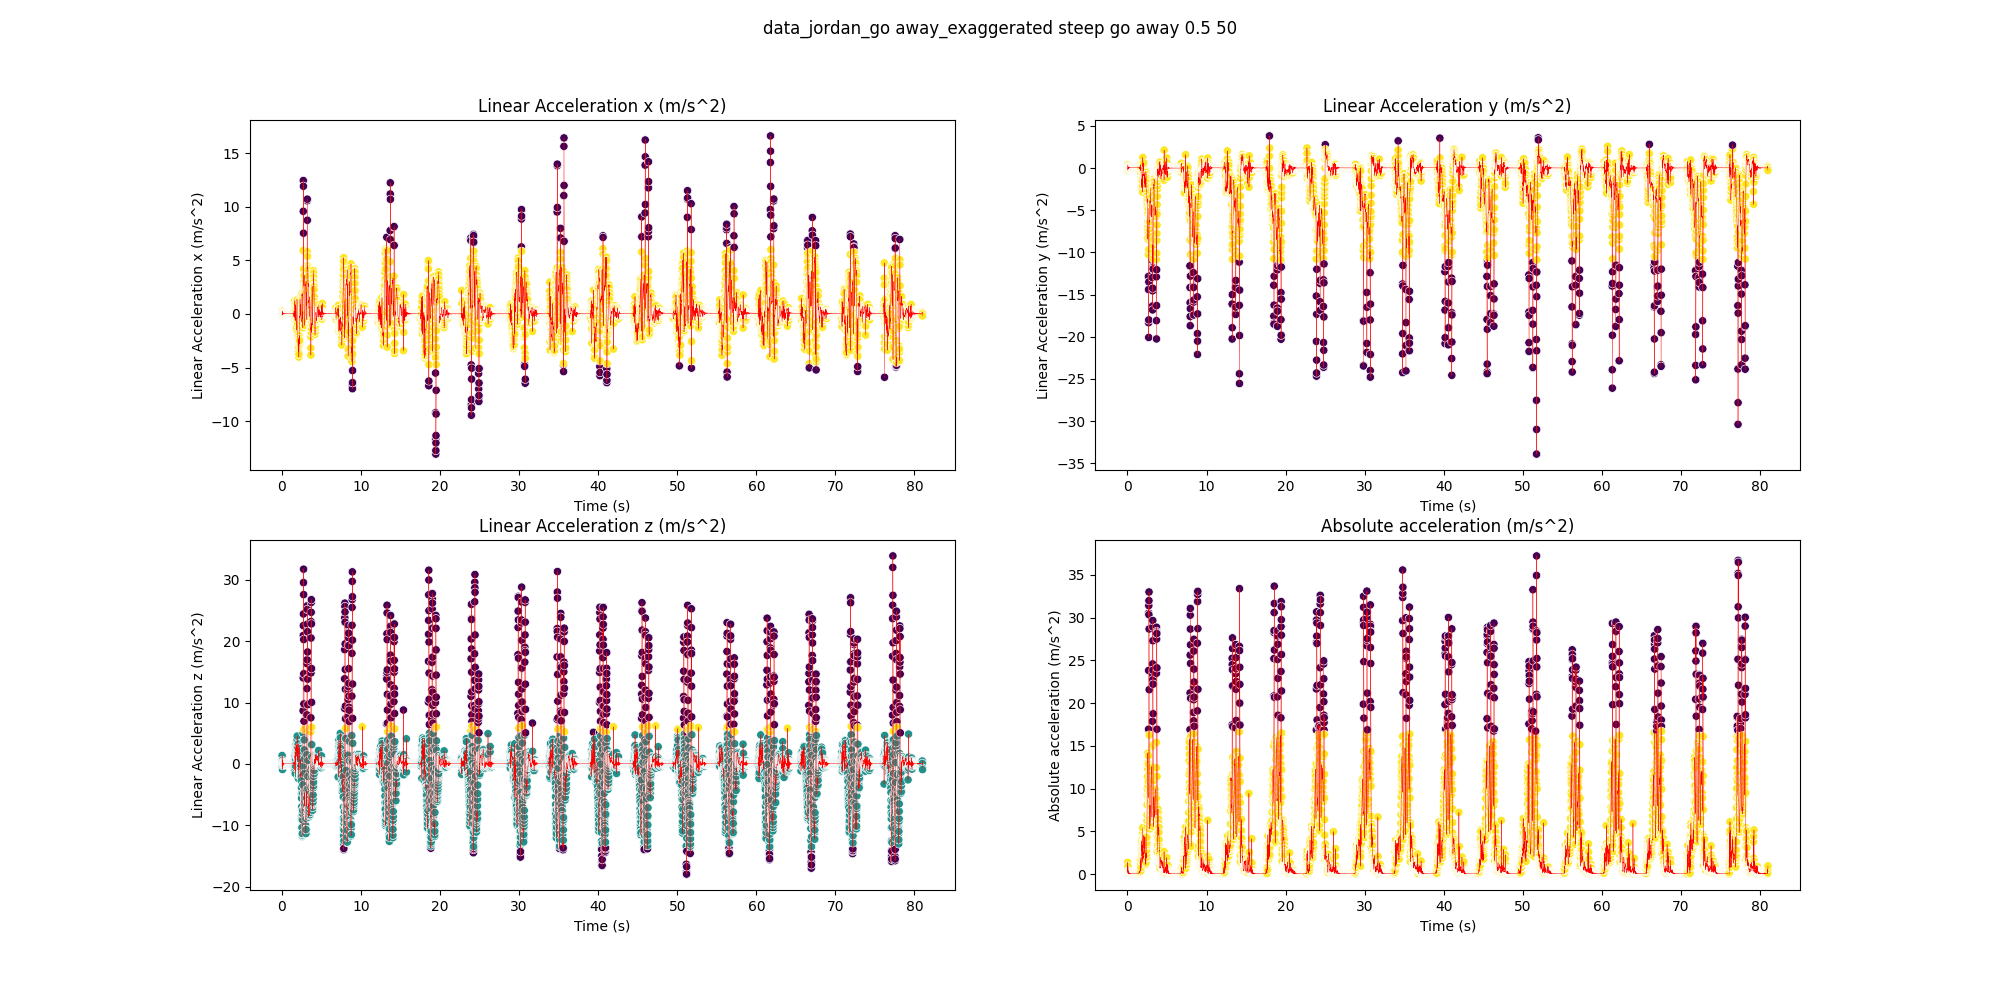 data_jordan_go away_exaggerated steep go away 0.5 50
Linear Acceleration x (m/s^2)
Linear Acceleration x (m/s^2)
15
10
5
0
−5
−10
0 10 20 30 40 50 60 70 80
Time (s)
Linear Acceleration y (m/s^2)
Linear Acceleration y (m/s^2)
5
0
−5
−10
−15
−20
−25
−30
−35
0 10 20 30 40 50 60 70 80
Time (s)
Linear Acceleration z (m/s^2)
Linear Acceleration z (m/s^2)
30
20
10
0
−10
−20
0 10 20 30 40 50 60 70 80
Time (s)
Absolute acceleration (m/s^2)
Absolute acceleration (m/s^2)
35
30
25
20
15
10
5
0
0 10 20 30 40 50 60 70 80
Time (s)